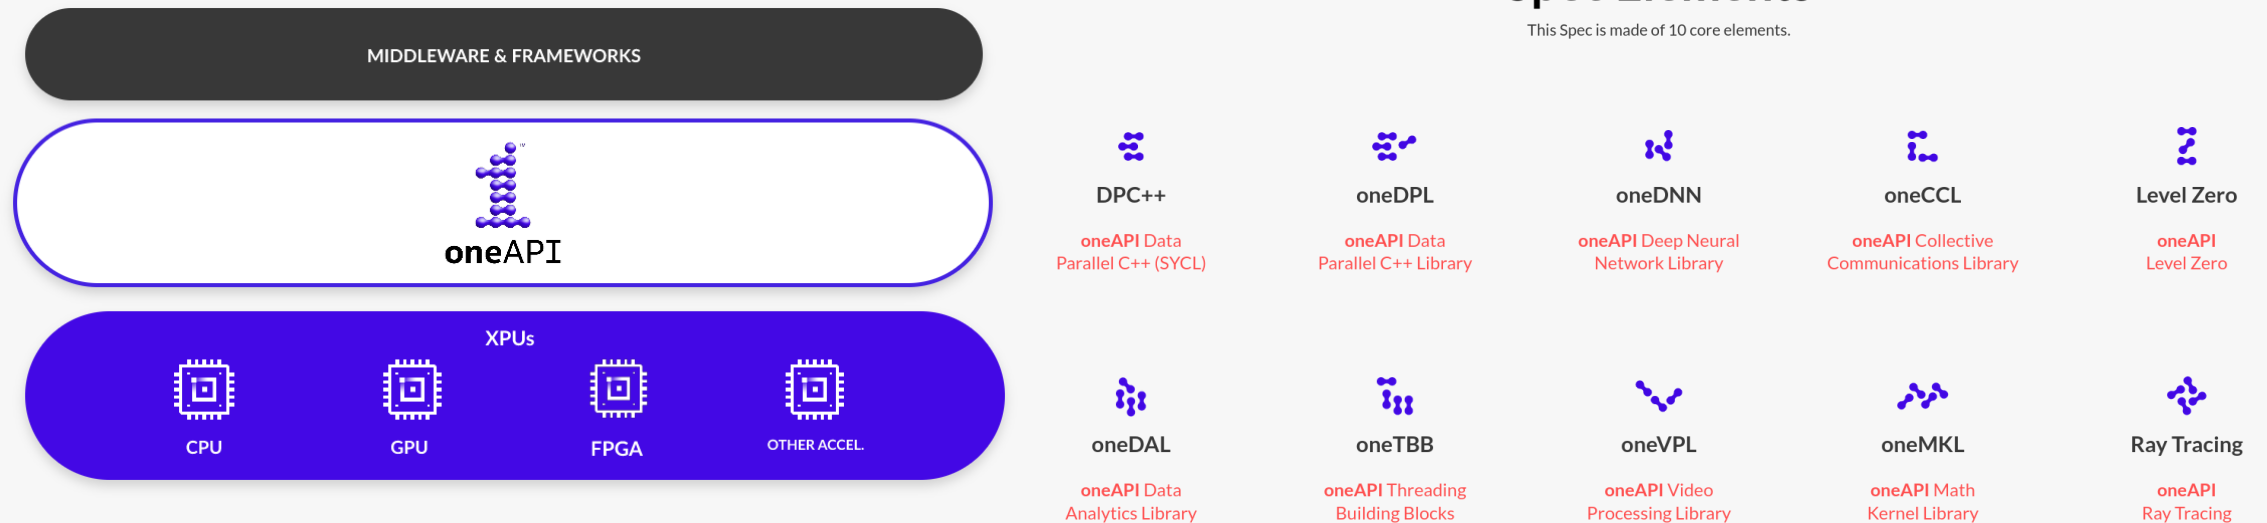 MIDDLEWARE & FRAMEWORKS
oneAPI
XPUs
CPU
GPU
FPGA
OTHER ACCEL.
Spec Elements
This Spec is made of 10 core elements.
DPC++
oneAPI Data
Parallel C++ (SYCL)
oneDPL
oneAPI Data
Parallel C++ Library
oneDNN
oneAPI Deep Neural
Network Library
oneCCL
oneAPI Collective
Communications Library
Level Zero
oneAPI
Level Zero
oneDAL
oneAPI Data
Analytics Library
oneTBB
oneAPI Threading
Building Blocks
oneVPL
oneAPI Video
Processing Library
oneMKL
oneAPI Math
Kernel Library
Ray Tracing
oneAPI
Ray Tracing